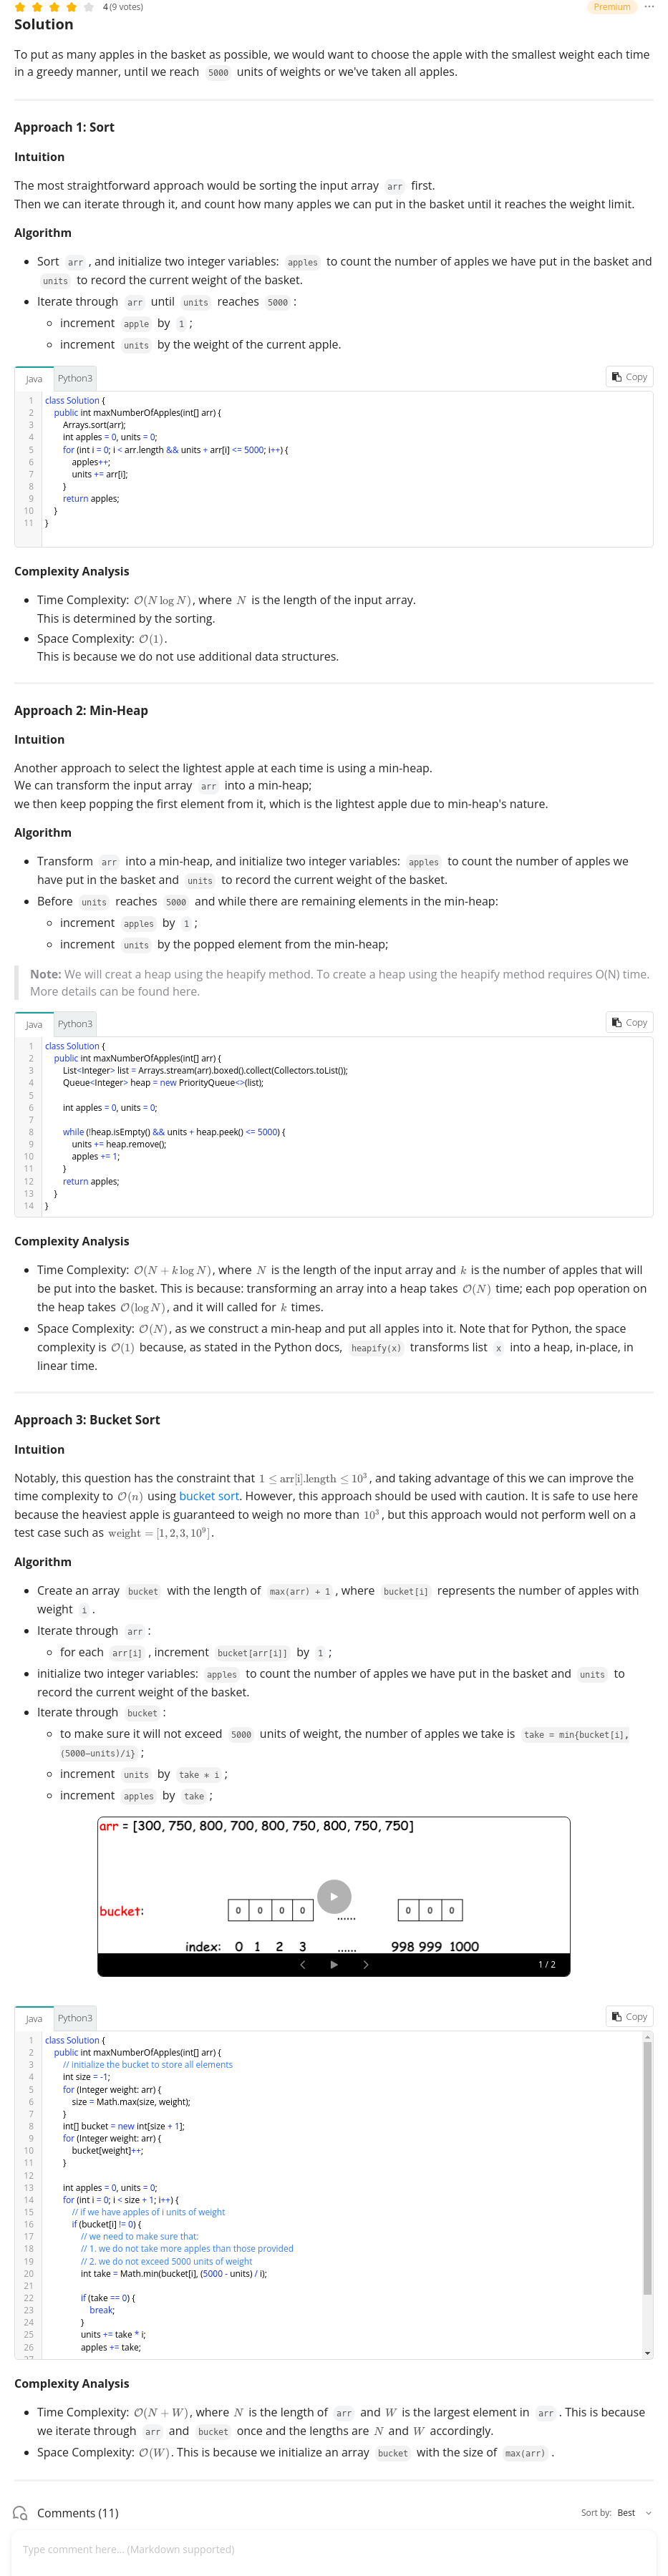 4 (9 votes)
Premium
Solution
To put as many apples in the basket as possible, we would want to choose the apple with the smallest weight each time
in a greedy manner, until we reach 5000 units of weights or we've taken all apples.
Approach 1: Sort
Intuition
The most straightforward approach would be sorting the input array arr first.
Then we can iterate through it, and count how many apples we can put in the basket until it reaches the weight limit.
Algorithm
• Sort arr , and initialize two integer variables: apples to count the number of apples we have put in the basket and
units to record the current weight of the basket.
• Iterate through arr until units reaches 5000 :
◦ increment apple by 1 ;
◦ increment units by the weight of the current apple.
Java Python3 Copy
1 class Solution {
2 public int maxNumberOfApples(int[] arr) {
3 Arrays.sort(arr);
4 int apples = 0, units = 0;
5 for (int i = 0; i < arr.length && units + arr[i] <= 5000; i++) {
6 apples++;
7 units += arr[i];
8 }
9 return apples;
10 }
11 }
Complexity Analysis
• Time Complexity: O(N log N), where N is the length of the input array.
This is determined by the sorting.
• Space Complexity: O(1).
This is because we do not use additional data structures.
Approach 2: Min-Heap
Intuition
Another approach to select the lightest apple at each time is using a min-heap.
We can transform the input array arr into a min-heap;
we then keep popping the first element from it, which is the lightest apple due to min-heap's nature.
Algorithm
• Transform arr into a min-heap, and initialize two integer variables: apples to count the number of apples we
have put in the basket and units to record the current weight of the basket.
• Before units reaches 5000 and while there are remaining elements in the min-heap:
◦ increment apples by 1 ;
◦ increment units by the popped element from the min-heap;
Note: We will creat a heap using the heapify method. To create a heap using the heapify method requires O(N) time.
More details can be found here.
Java Python3 Copy
1 class Solution {
2 public int maxNumberOfApples(int[] arr) {
3 List<Integer> list = Arrays.stream(arr).boxed().collect(Collectors.toList());
4 Queue<Integer> heap = new PriorityQueue<>(list);
5
6 int apples = 0, units = 0;
7
8 while (!heap.isEmpty() && units + heap.peek() <= 5000) {
9 units += heap.remove();
10 apples += 1;
11 }
12 return apples;
13 }
14 }
Complexity Analysis
• Time Complexity: O(N + k log N), where N is the length of the input array and k is the number of apples that will
be put into the basket. This is because: transforming an array into a heap takes O(N) time; each pop operation on
the heap takes O(log N), and it will called for k times.
• Space Complexity: O(N), as we construct a min-heap and put all apples into it. Note that for Python, the space
complexity is O(1) because, as stated in the Python docs, heapify(x) transforms list x into a heap, in-place, in
linear time.
Approach 3: Bucket Sort
Intuition
Notably, this question has the constraint that 1 ≤ arr[i].length ≤ 10³, and taking advantage of this we can improve the
time complexity to O(n) using bucket sort. However, this approach should be used with caution. It is safe to use here
because the heaviest apple is guaranteed to weigh no more than 10³, but this approach would not perform well on a
test case such as weight = [1, 2, 3, 10⁹].
Algorithm
• Create an array bucket with the length of max(arr) + 1 , where bucket[i] represents the number of apples with
weight i .
• Iterate through arr :
◦ for each arr[i] , increment bucket[arr[i]] by 1 ;
• initialize two integer variables: apples to count the number of apples we have put in the basket and units to
record the current weight of the basket.
• Iterate through bucket :
◦ to make sure it will not exceed 5000 units of weight, the number of apples we take is take = min{bucket[i],
(5000−units)/i} ;
◦ increment units by take ∗ i ;
◦ increment apples by take ;
arr = [300, 750, 800, 700, 800, 750, 800, 750, 750]
bucket: 0 0 0 0 ...... 0 0 0
index: 0 1 2 3 ...... 998 999 1000
1 / 2
Java Python3 Copy
1 class Solution {
2 public int maxNumberOfApples(int[] arr) {
3 // initialize the bucket to store all elements
4 int size = -1;
5 for (Integer weight: arr) {
6 size = Math.max(size, weight);
7 }
8 int[] bucket = new int[size + 1];
9 for (Integer weight: arr) {
10 bucket[weight]++;
11 }
12
13 int apples = 0, units = 0;
14 for (int i = 0; i < size + 1; i++) {
15 // if we have apples of i units of weight
16 if (bucket[i] != 0) {
17 // we need to make sure that:
18 // 1. we do not take more apples than those provided
19 // 2. we do not exceed 5000 units of weight
20 int take = Math.min(bucket[i], (5000 - units) / i);
21
22 if (take == 0) {
23 break;
24 }
25 units += take * i;
26 apples += take;
27
Complexity Analysis
• Time Complexity: O(N + W), where N is the length of arr and W is the largest element in arr . This is because
we iterate through arr and bucket once and the lengths are N and W accordingly.
• Space Complexity: O(W). This is because we initialize an array bucket with the size of max(arr) .
Comments (11)
Sort by: Best
Type comment here... (Markdown supported)